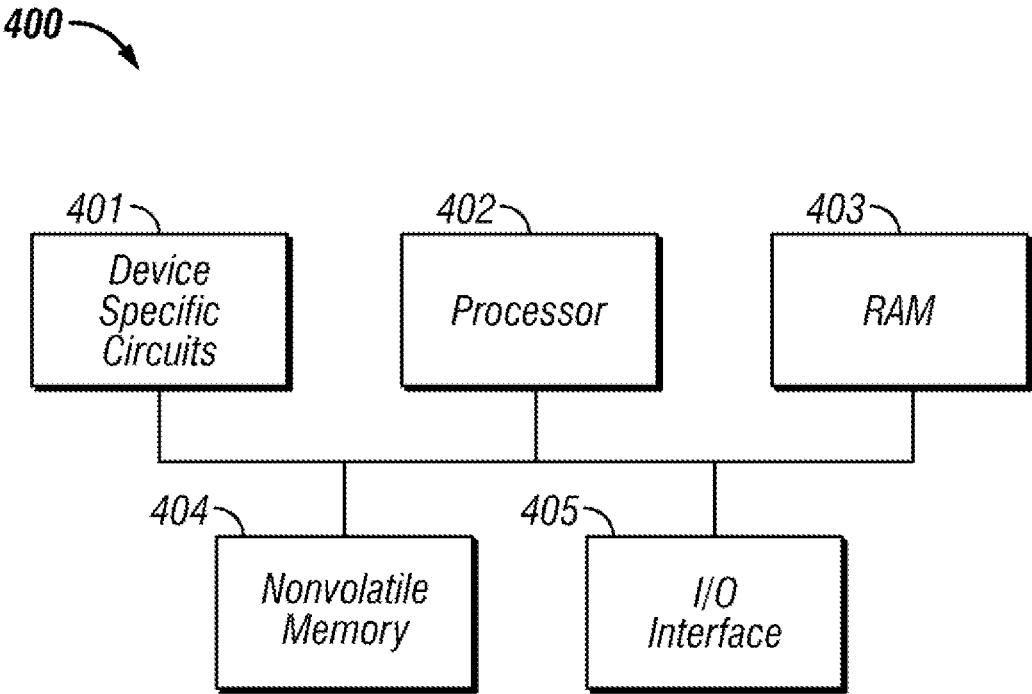 400
401
Device
Specific
Circuits
402
Processor
403
RAM
404
Nonvolatile
Memory
405
I/O
Interface